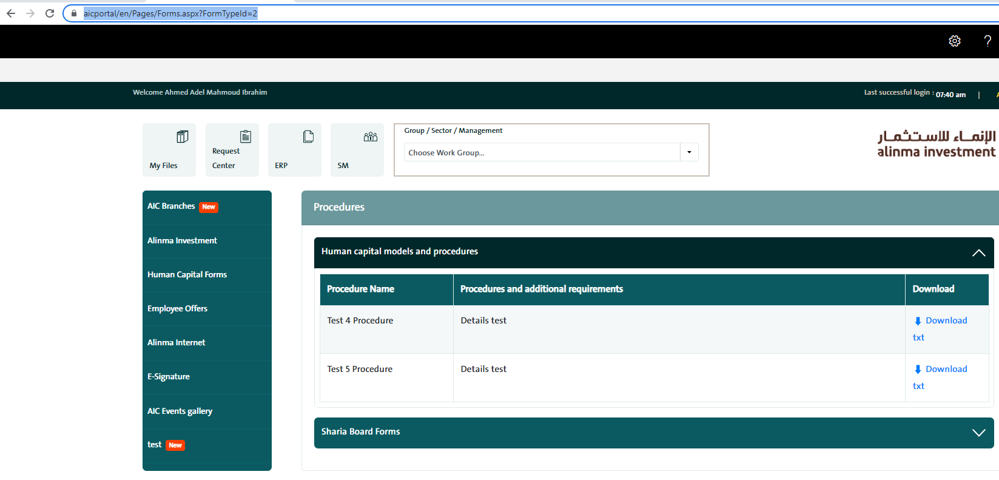 aicportal/en/Pages/Forms.aspx?FormTypeId=2
?
Welcome Ahmed Adel Mahmoud Ibrahim
Last successful login : 07:40 am |
My Files
Request
Center
ERP
SM
Group / Sector / Management
Choose Work Group...
الإنماء للاستثمار
alinma investment
AIC Branches New
Alinma Investment
Human Capital Forms
Employee Offers
Alinma Internet
E-Signature
AIC Events gallery
test New
Procedures
Human capital models and procedures
Procedure Name Procedures and additional requirements Download
Test 4 Procedure Details test Download
txt
Test 5 Procedure Details test Download
txt
Sharia Board Forms